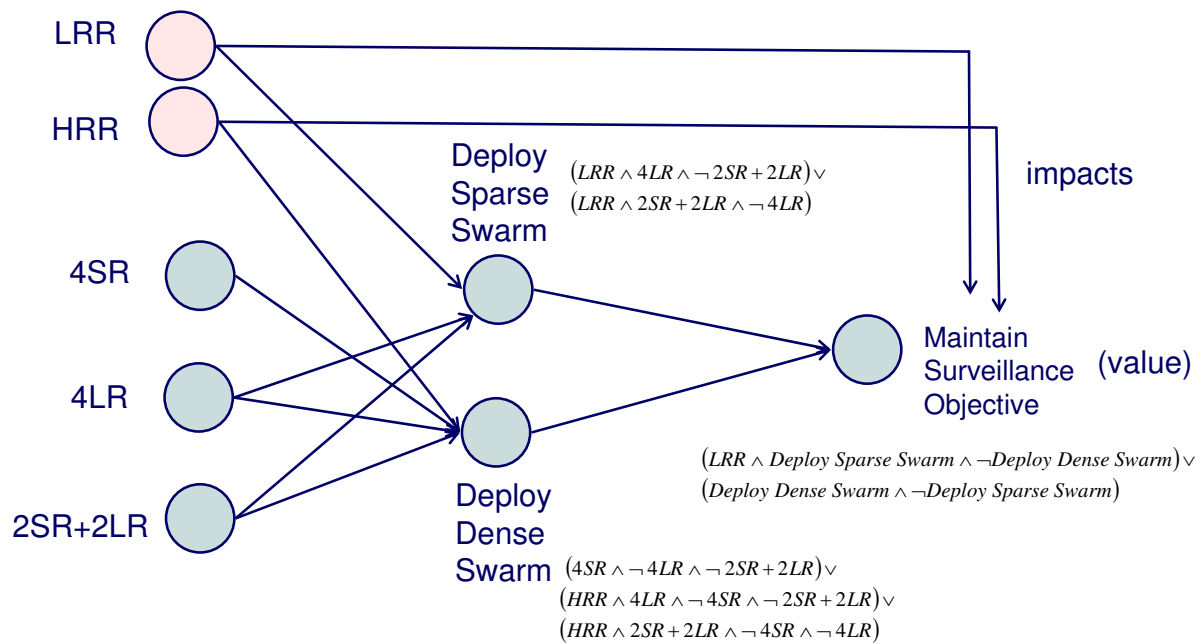 LRR
HRR
4SR
4LR
2SR+2LR
Deploy
Sparse
Swarm
(LRR ∧ 4LR ∧ ¬ 2SR + 2LR) ∨
(LRR ∧ 2SR + 2LR ∧ ¬ 4LR)
impacts
Maintain
Surveillance
Objective
(value)
(LRR ∧ Deploy Sparse Swarm ∧ ¬Deploy Dense Swarm) ∨
(Deploy Dense Swarm ∧ ¬Deploy Sparse Swarm)
Deploy
Dense
Swarm
(4SR ∧ ¬ 4LR ∧ ¬ 2SR + 2LR) ∨
(HRR ∧ 4LR ∧ ¬ 4SR ∧ ¬ 2SR + 2LR) ∨
(HRR ∧ 2SR + 2LR ∧ ¬ 4SR ∧ ¬ 4LR)